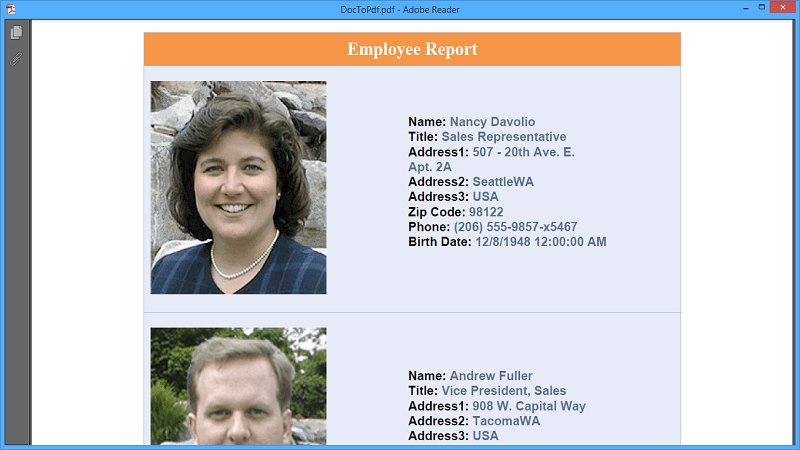 DocToPdf.pdf - Adobe Reader
Employee Report
Name: Nancy Davolio
Title: Sales Representative
Address1: 507 - 20th Ave. E.
Apt. 2A
Address2: SeattleWA
Address3: USA
Zip Code: 98122
Phone: (206) 555-9857-x5467
Birth Date: 12/8/1948 12:00:00 AM
Name: Andrew Fuller
Title: Vice President, Sales
Address1: 908 W. Capital Way
Address2: TacomaWA
Address3: USA